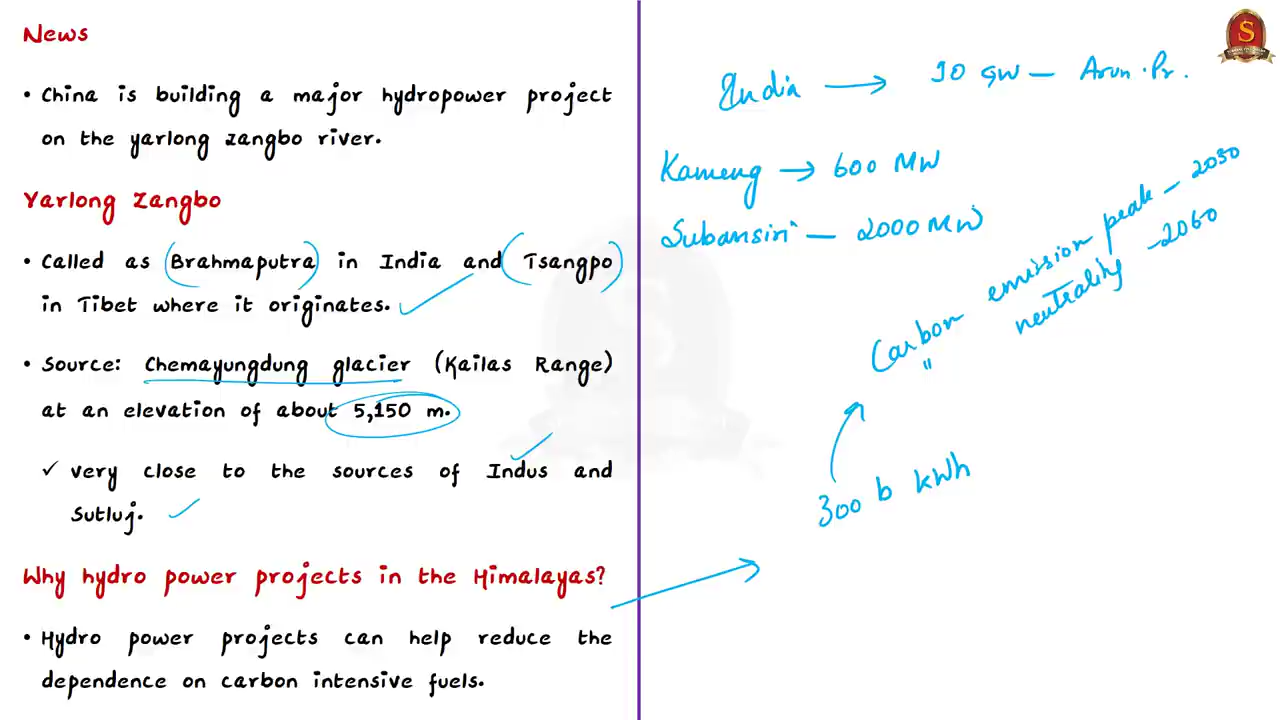 News
• China is building a major hydropower project
on the yarlong zangbo river.
Yarlong Zangbo
• Called as Brahmaputra in India and Tsangpo
in Tibet where it originates.
• Source: Chemayungdung glacier (Kailas Range)
at an elevation of about 5,150 m.
✓ very close to the sources of Indus and
Sutluj.
Why hydro power projects in the Himalayas?
• Hydro power projects can help reduce the
dependence on carbon intensive fuels.
India → 90 GW – Arun. Pr.
Kameng → 600 MW
Subansiri – 2000 MW
Carbon emission peak – 2030
" neutrality – 2060
300 b kWh
S